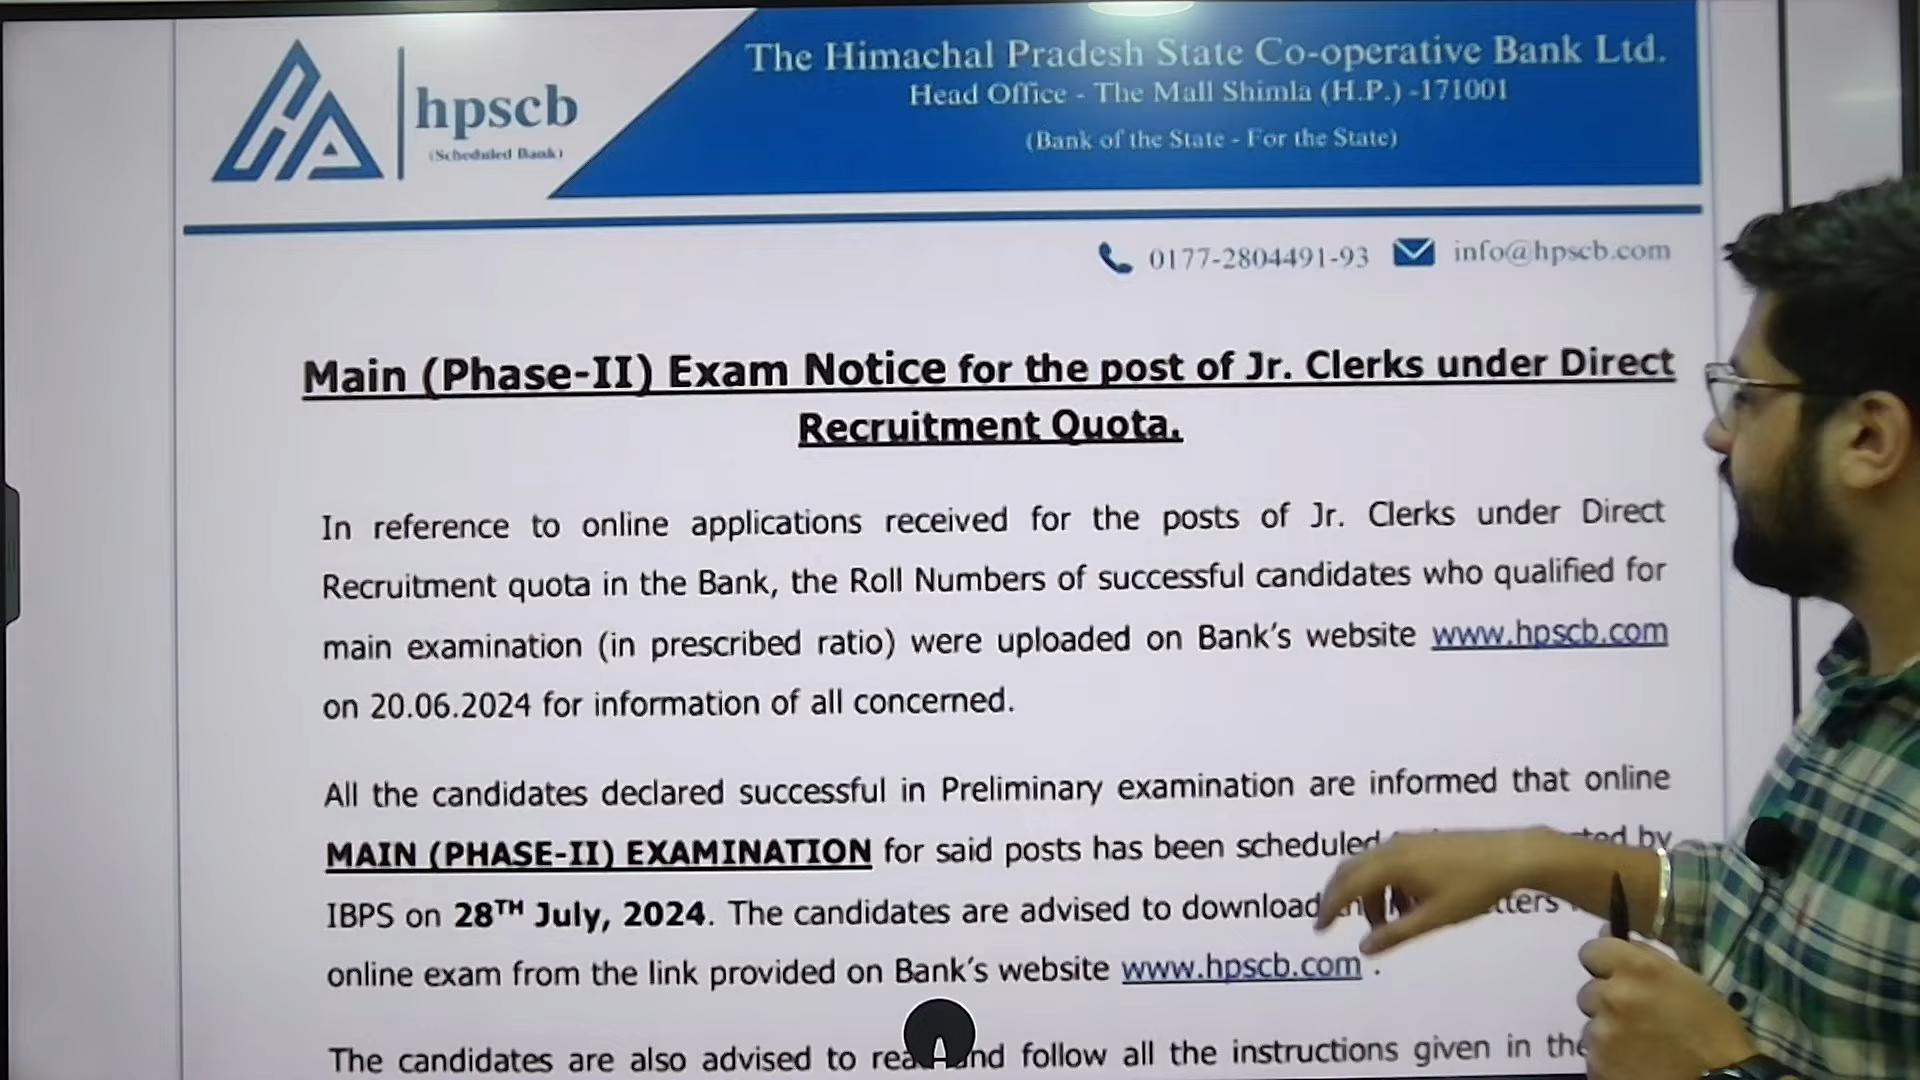 The Himachal Pradesh State Co-operative Bank Ltd.
Head Office - The Mall Shimla (H.P.) -171001
(Bank of the State - For the State)
hpscb
(Scheduled Bank)
0177-2804491-93 info@hpscb.com
Main (Phase-II) Exam Notice for the post of Jr. Clerks under Direct
Recruitment Quota.
In reference to online applications received for the posts of Jr. Clerks under Direct
Recruitment quota in the Bank, the Roll Numbers of successful candidates who qualified for
main examination (in prescribed ratio) were uploaded on Bank's website www.hpscb.com
on 20.06.2024 for information of all concerned.
All the candidates declared successful in Preliminary examination are informed that online
MAIN (PHASE-II) EXAMINATION for said posts has been scheduled by
IBPS on 28TH July, 2024. The candidates are advised to download
online exam from the link provided on Bank's website www.hpscb.com .
The candidates are also advised to and follow all the instructions given in the